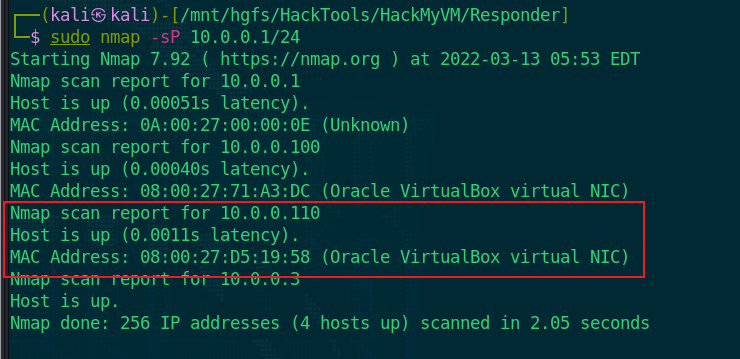 ┌──(kali㉿kali)-[/mnt/hgfs/HackTools/HackMyVM/Responder]
└─$ sudo nmap -sP 10.0.0.1/24
Starting Nmap 7.92 ( https://nmap.org ) at 2022-03-13 05:53 EDT
Nmap scan report for 10.0.0.1
Host is up (0.00051s latency).
MAC Address: 0A:00:27:00:00:0E (Unknown)
Nmap scan report for 10.0.0.100
Host is up (0.00040s latency).
MAC Address: 08:00:27:71:A3:DC (Oracle VirtualBox virtual NIC)
Nmap scan report for 10.0.0.110
Host is up (0.0011s latency).
MAC Address: 08:00:27:D5:19:58 (Oracle VirtualBox virtual NIC)
Nmap scan report for 10.0.0.3
Host is up.
Nmap done: 256 IP addresses (4 hosts up) scanned in 2.05 seconds